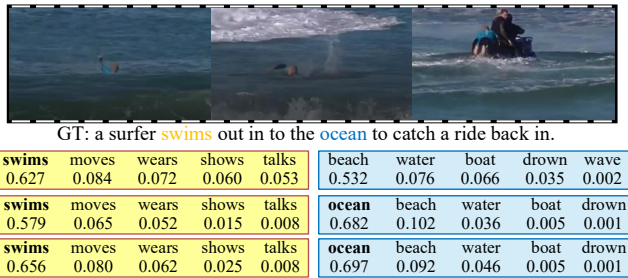 GT: a surfer swims out in to the ocean to catch a ride back in.
swims moves wears shows talks beach water boat drown wave
0.627 0.084 0.072 0.060 0.053 0.532 0.076 0.066 0.035 0.002
swims moves wears shows talks ocean beach water boat drown
0.579 0.065 0.052 0.015 0.008 0.682 0.102 0.036 0.005 0.001
swims moves wears shows talks ocean beach water boat drown
0.656 0.080 0.062 0.025 0.008 0.697 0.092 0.046 0.005 0.001